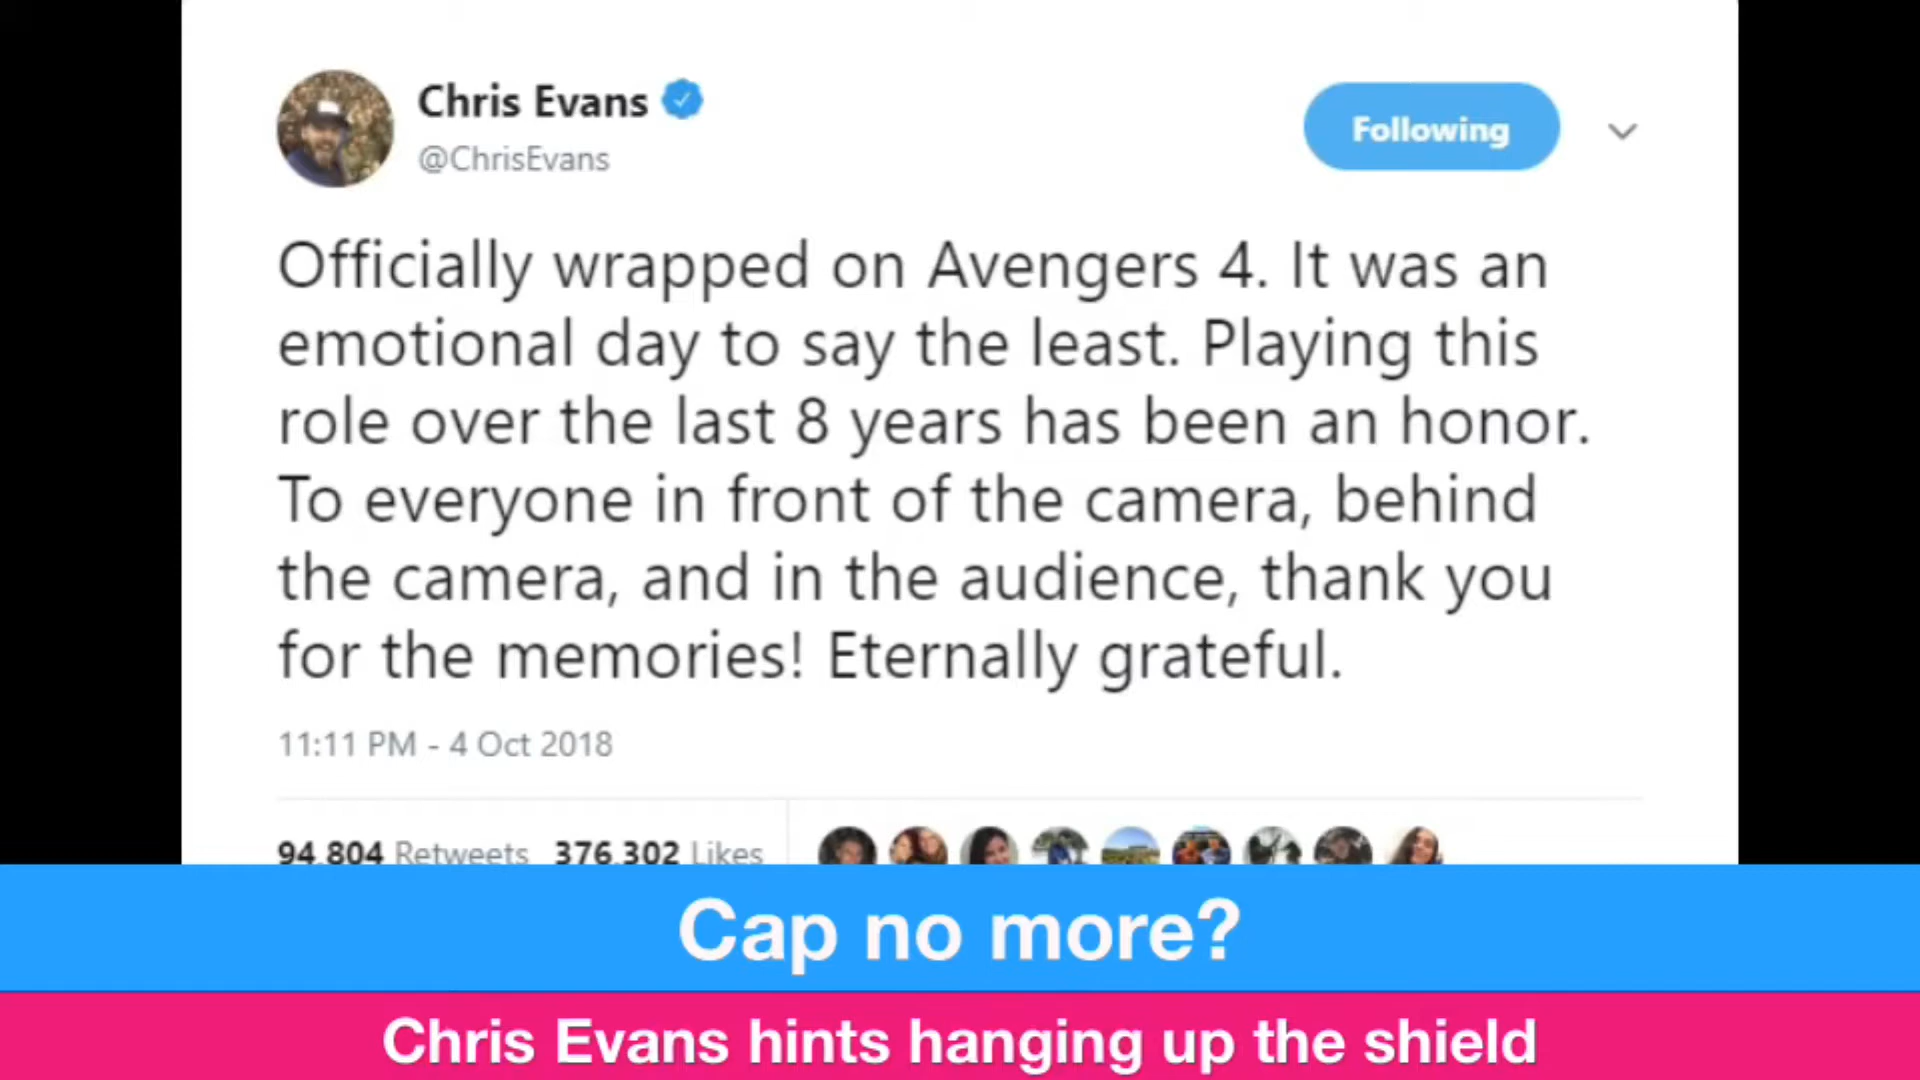 Chris Evans
@ChrisEvans
Following
Officially wrapped on Avengers 4. It was an
emotional day to say the least. Playing this
role over the last 8 years has been an honor.
To everyone in front of the camera, behind
the camera, and in the audience, thank you
for the memories! Eternally grateful.
11:11 PM - 4 Oct 2018
94,804 Retweets 376,302 Likes
Cap no more?
Chris Evans hints hanging up the shield